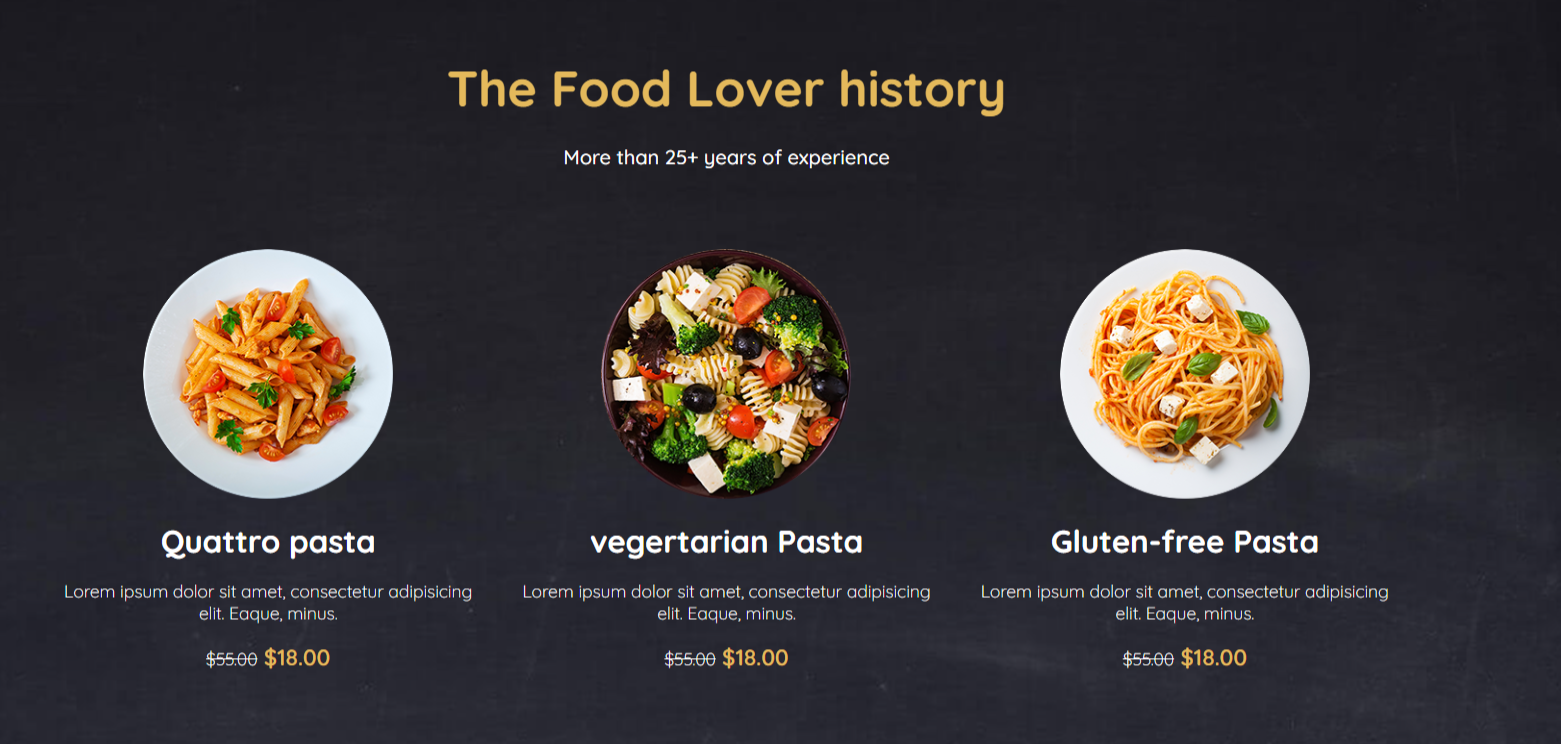 The Food Lover history
More than 25+ years of experience
Quattro pasta
Lorem ipsum dolor sit amet, consectetur adipisicing
elit. Eaque, minus.
$55.00 $18.00
vegertarian Pasta
Lorem ipsum dolor sit amet, consectetur adipisicing
elit. Eaque, minus.
$55.00 $18.00
Gluten-free Pasta
Lorem ipsum dolor sit amet, consectetur adipisicing
elit. Eaque, minus.
$55.00 $18.00